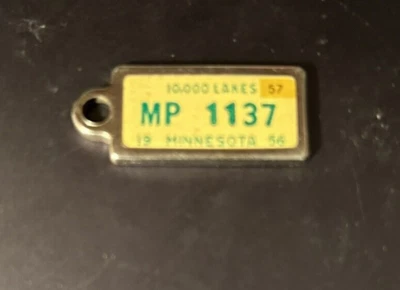 10,000 LAKES 57
MP 1137
19 MINNESOTA 56